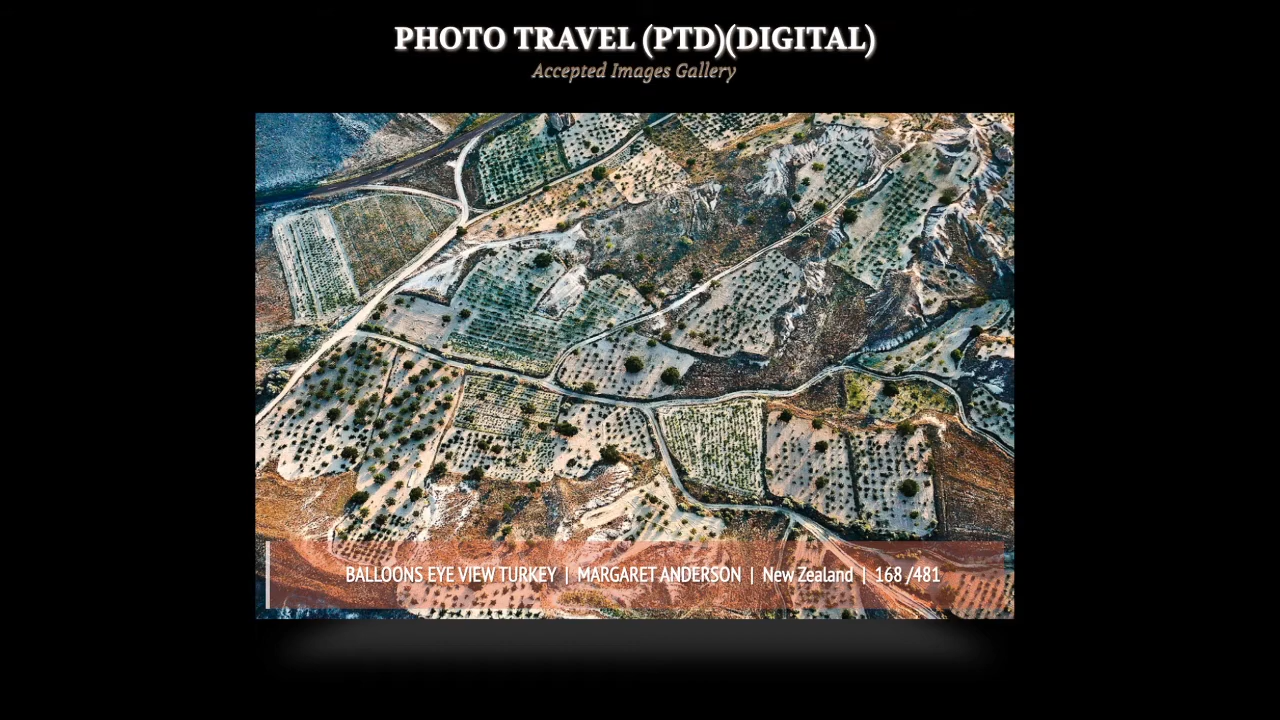 PHOTO TRAVEL (PTD)(DIGITAL)
Accepted Images Gallery
BALLOONS EYE VIEW TURKEY | MARGARET ANDERSON | New Zealand | 168 /481